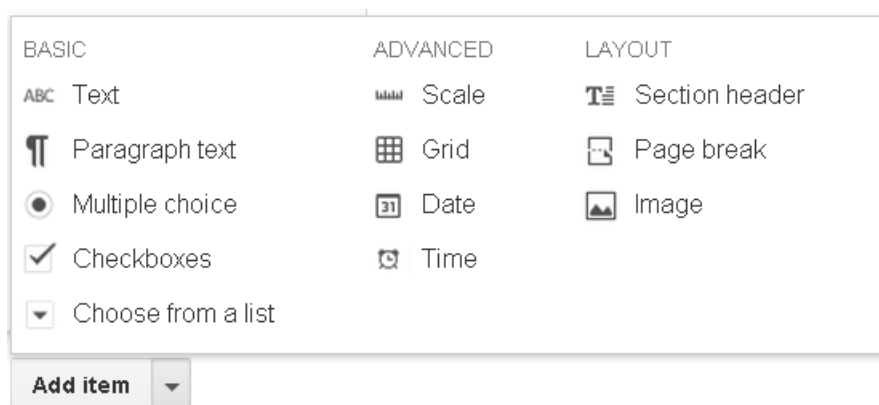 BASIC ADVANCED LAYOUT
ABC Text Scale T Section header
¶ Paragraph text Grid Page break
Multiple choice 31 Date Image
Checkboxes Time
Choose from a list
Add item